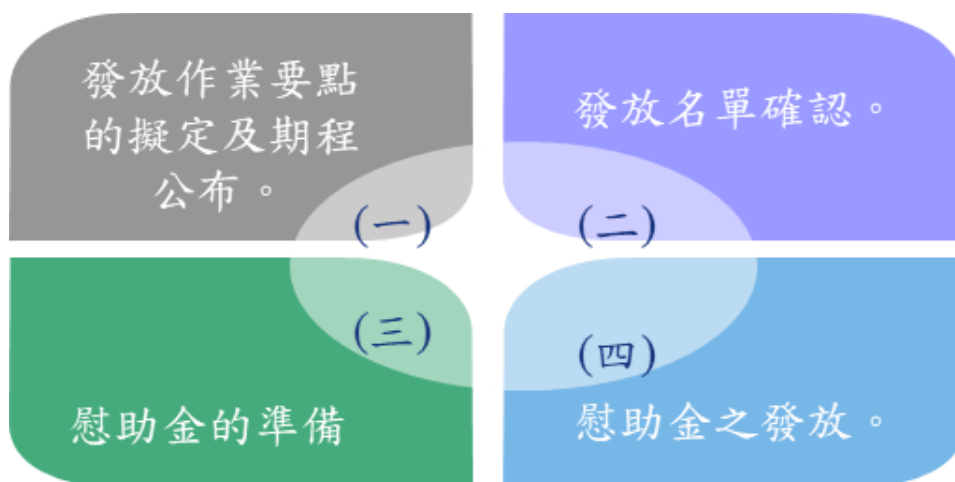 發放作業要點
的擬定及期程
公布。
(一)
發放名單確認。
(二)
(三)
慰助金的準備
(四)
慰助金之發放。